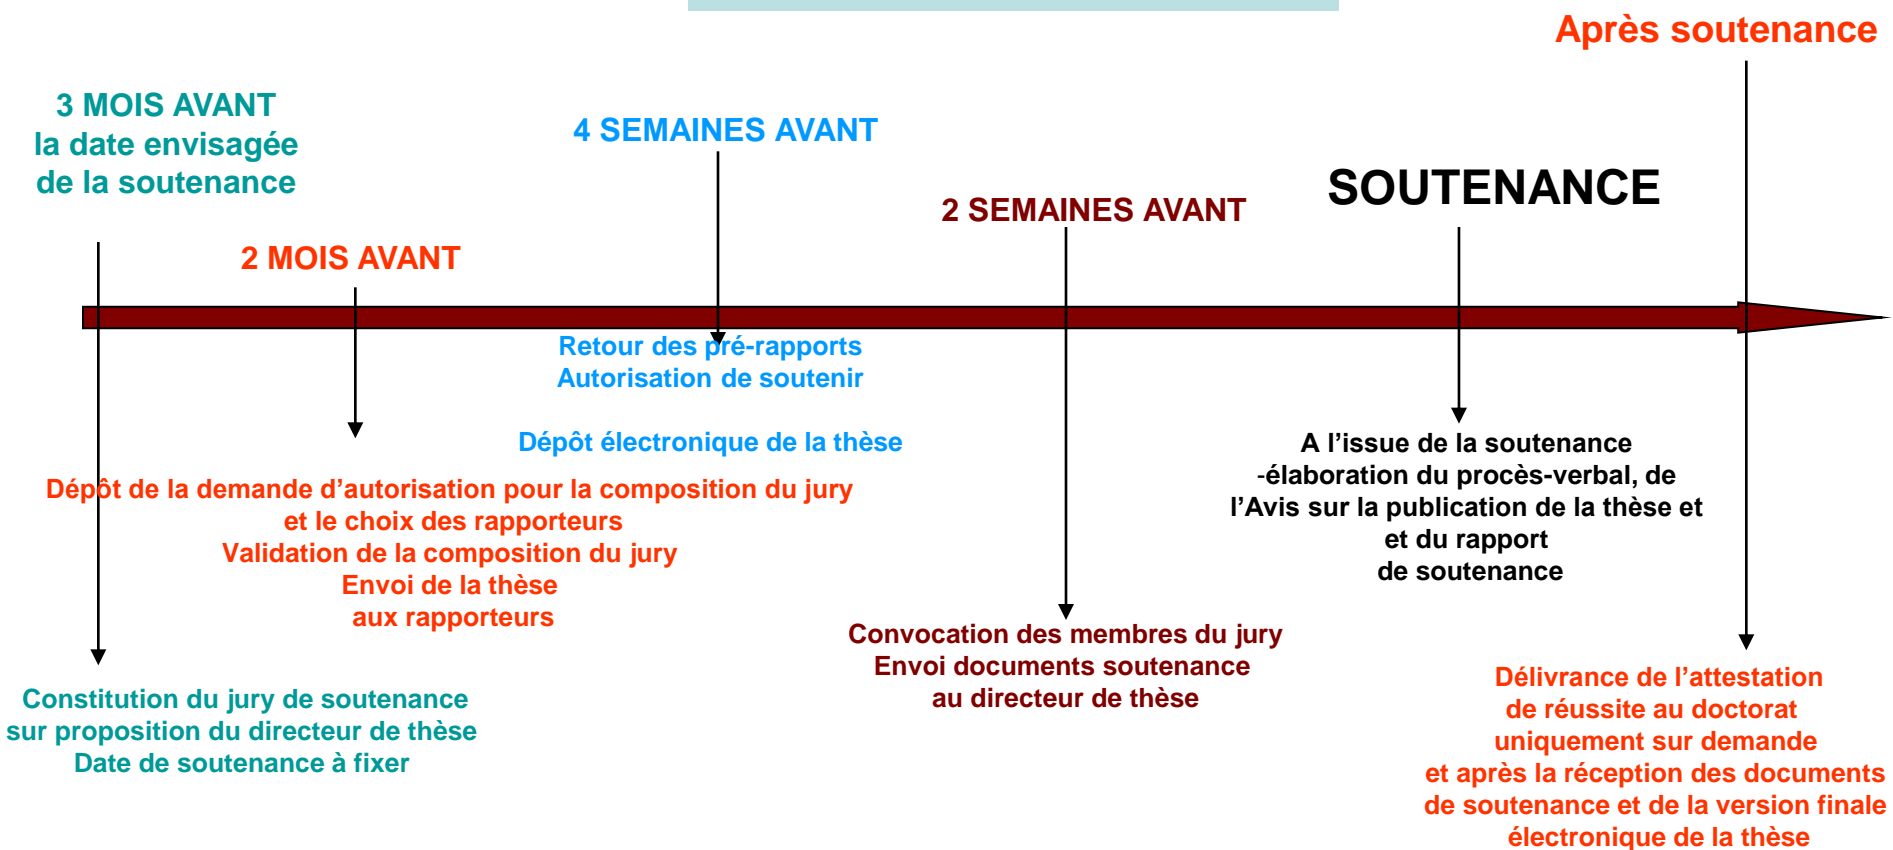 Après soutenance
3 MOIS AVANT
la date envisagée
de la soutenance
4 SEMAINES AVANT
SOUTENANCE
2 SEMAINES AVANT
2 MOIS AVANT
Retour des pré-rapports
Autorisation de soutenir
Dépôt électronique de la thèse
Dépôt de la demande d’autorisation pour la composition du jury
et le choix des rapporteurs
Validation de la composition du jury
Envoi de la thèse
aux rapporteurs
A l’issue de la soutenance
-élaboration du procès-verbal, de
l’Avis sur la publication de la thèse et
et du rapport
de soutenance
Convocation des membres du jury
Envoi documents soutenance
au directeur de thèse
Constitution du jury de soutenance
sur proposition du directeur de thèse
Date de soutenance à fixer
Délivrance de l’attestation
de réussite au doctorat
uniquement sur demande
et après la réception des documents
de soutenance et de la version finale
électronique de la thèse